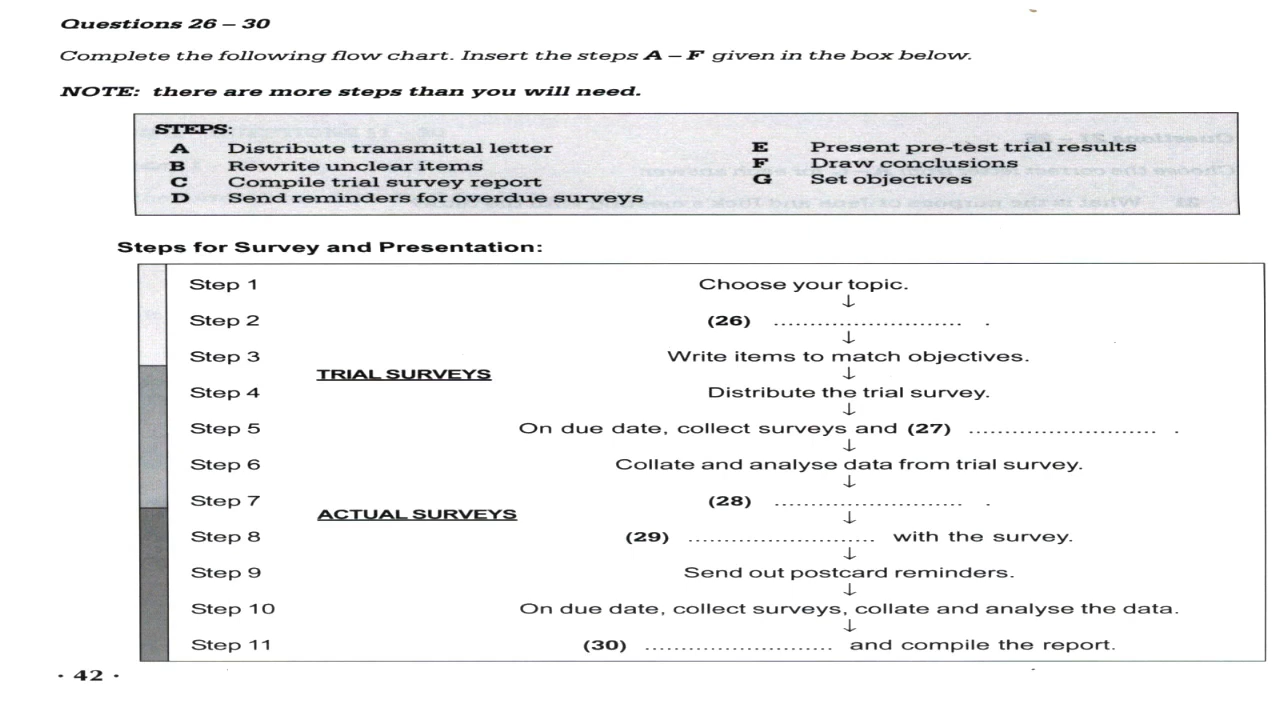 Questions 26 – 30
Complete the following flow chart. Insert the steps A – F given in the box below.
NOTE: there are more steps than you will need.
STEPS:
A Distribute transmittal letter
B Rewrite unclear items
C Compile trial survey report
D Send reminders for overdue surveys
E Present pre-test trial results
F Draw conclusions
G Set objectives
Steps for Survey and Presentation:
Step 1 Choose your topic.
↓
Step 2 (26) .......................... .
↓
Step 3 Write items to match objectives.
TRIAL SURVEYS ↓
Step 4 Distribute the trial survey.
↓
Step 5 On due date, collect surveys and (27) .......................... .
↓
Step 6 Collate and analyse data from trial survey.
↓
Step 7 (28) .......................... .
ACTUAL SURVEYS ↓
Step 8 (29) .......................... with the survey.
↓
Step 9 Send out postcard reminders.
↓
Step 10 On due date, collect surveys, collate and analyse the data.
↓
Step 11 (30) .......................... and compile the report.
· 42 ·